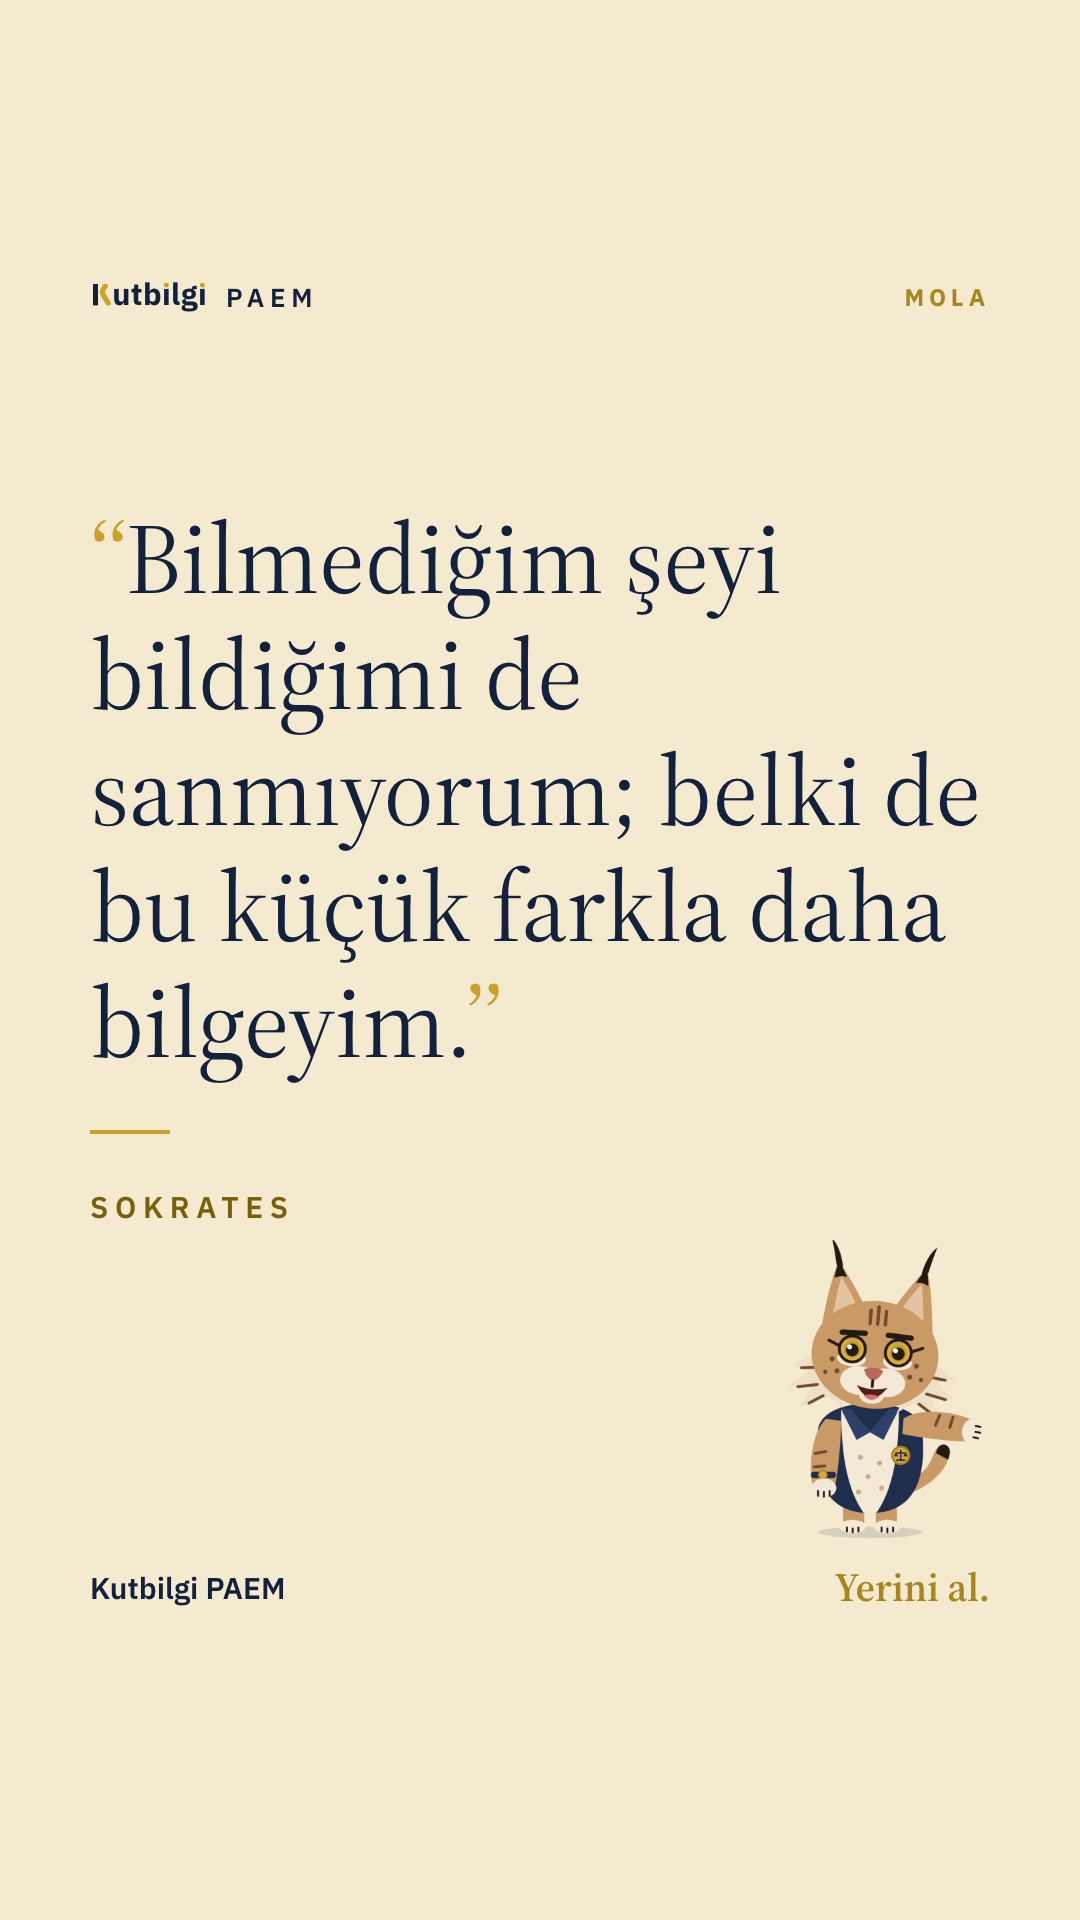 Kutbilgi PAEM
MOLA
“Bilmediğim şeyi
bildiğimi de
sanmıyorum; belki de
bu küçük farkla daha
bilgeyim.”
SOKRATES
Kutbilgi PAEM
Yerini al.